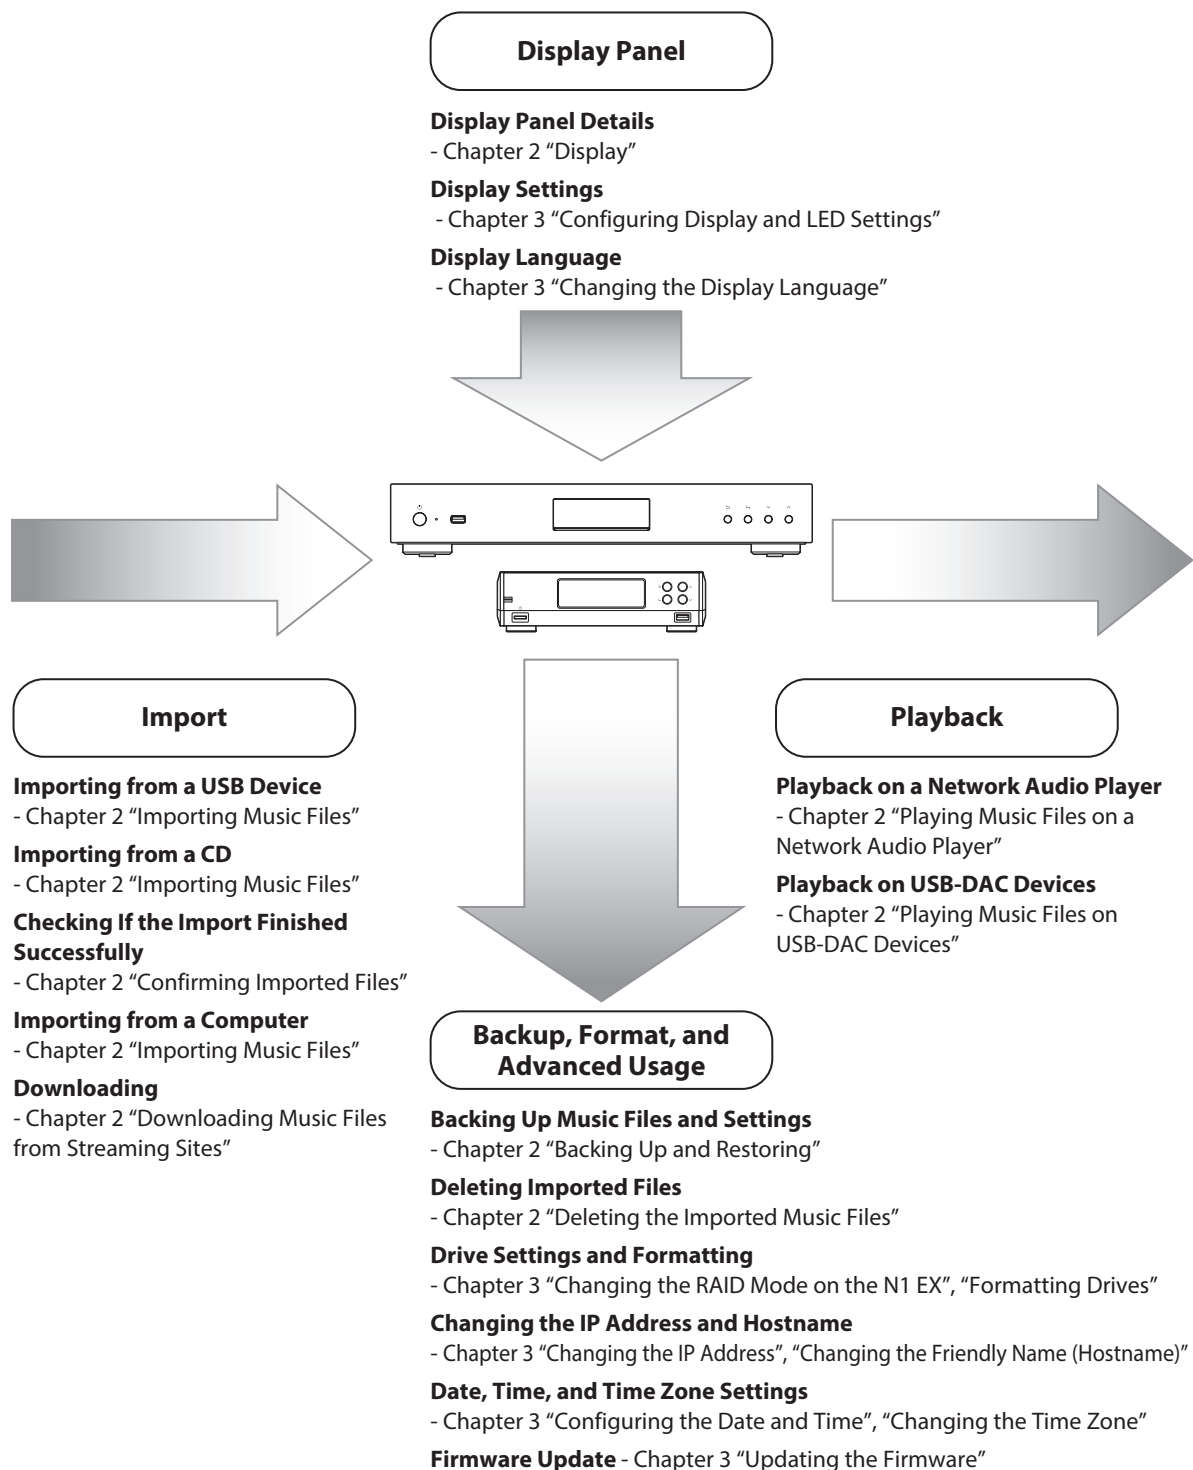 Display Panel
Display Panel Details
- Chapter 2 “Display”
Display Settings
- Chapter 3 “Configuring Display and LED Settings”
Display Language
- Chapter 3 “Changing the Display Language”
Import
Importing from a USB Device
- Chapter 2 “Importing Music Files”
Importing from a CD
- Chapter 2 “Importing Music Files”
Checking If the Import Finished
Successfully
- Chapter 2 “Confirming Imported Files”
Importing from a Computer
- Chapter 2 “Importing Music Files”
Downloading
- Chapter 2 “Downloading Music Files
from Streaming Sites”
Playback
Playback on a Network Audio Player
- Chapter 2 “Playing Music Files on a
Network Audio Player”
Playback on USB-DAC Devices
- Chapter 2 “Playing Music Files on
USB-DAC Devices”
Backup, Format, and
Advanced Usage
Backing Up Music Files and Settings
- Chapter 2 “Backing Up and Restoring”
Deleting Imported Files
- Chapter 2 “Deleting the Imported Music Files”
Drive Settings and Formatting
- Chapter 3 “Changing the RAID Mode on the N1 EX”, “Formatting Drives”
Changing the IP Address and Hostname
- Chapter 3 “Changing the IP Address”, “Changing the Friendly Name (Hostname)”
Date, Time, and Time Zone Settings
- Chapter 3 “Configuring the Date and Time”, “Changing the Time Zone”
Firmware Update - Chapter 3 “Updating the Firmware”